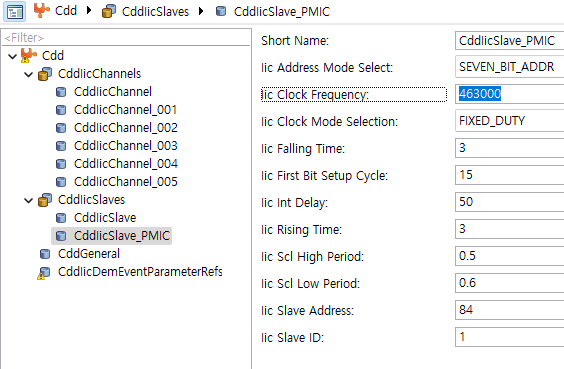 Cdd CddIicSlaves CddIicSlave_PMIC
<Filter>
Cdd
CddIicChannels
CddIicChannel
CddIicChannel_001
CddIicChannel_002
CddIicChannel_003
CddIicChannel_004
CddIicChannel_005
CddIicSlaves
CddIicSlave
CddIicSlave_PMIC
CddGeneral
CddIicDemEventParameterRefs
Short Name: CddIicSlave_PMIC
Iic Address Mode Select: SEVEN_BIT_ADDR
Iic Clock Frequency: 463000
Iic Clock Mode Selection: FIXED_DUTY
Iic Falling Time: 3
Iic First Bit Setup Cycle: 15
Iic Int Delay: 50
Iic Rising Time: 3
Iic Scl High Period: 0.5
Iic Scl Low Period: 0.6
Iic Slave Address: 84
Iic Slave ID: 1